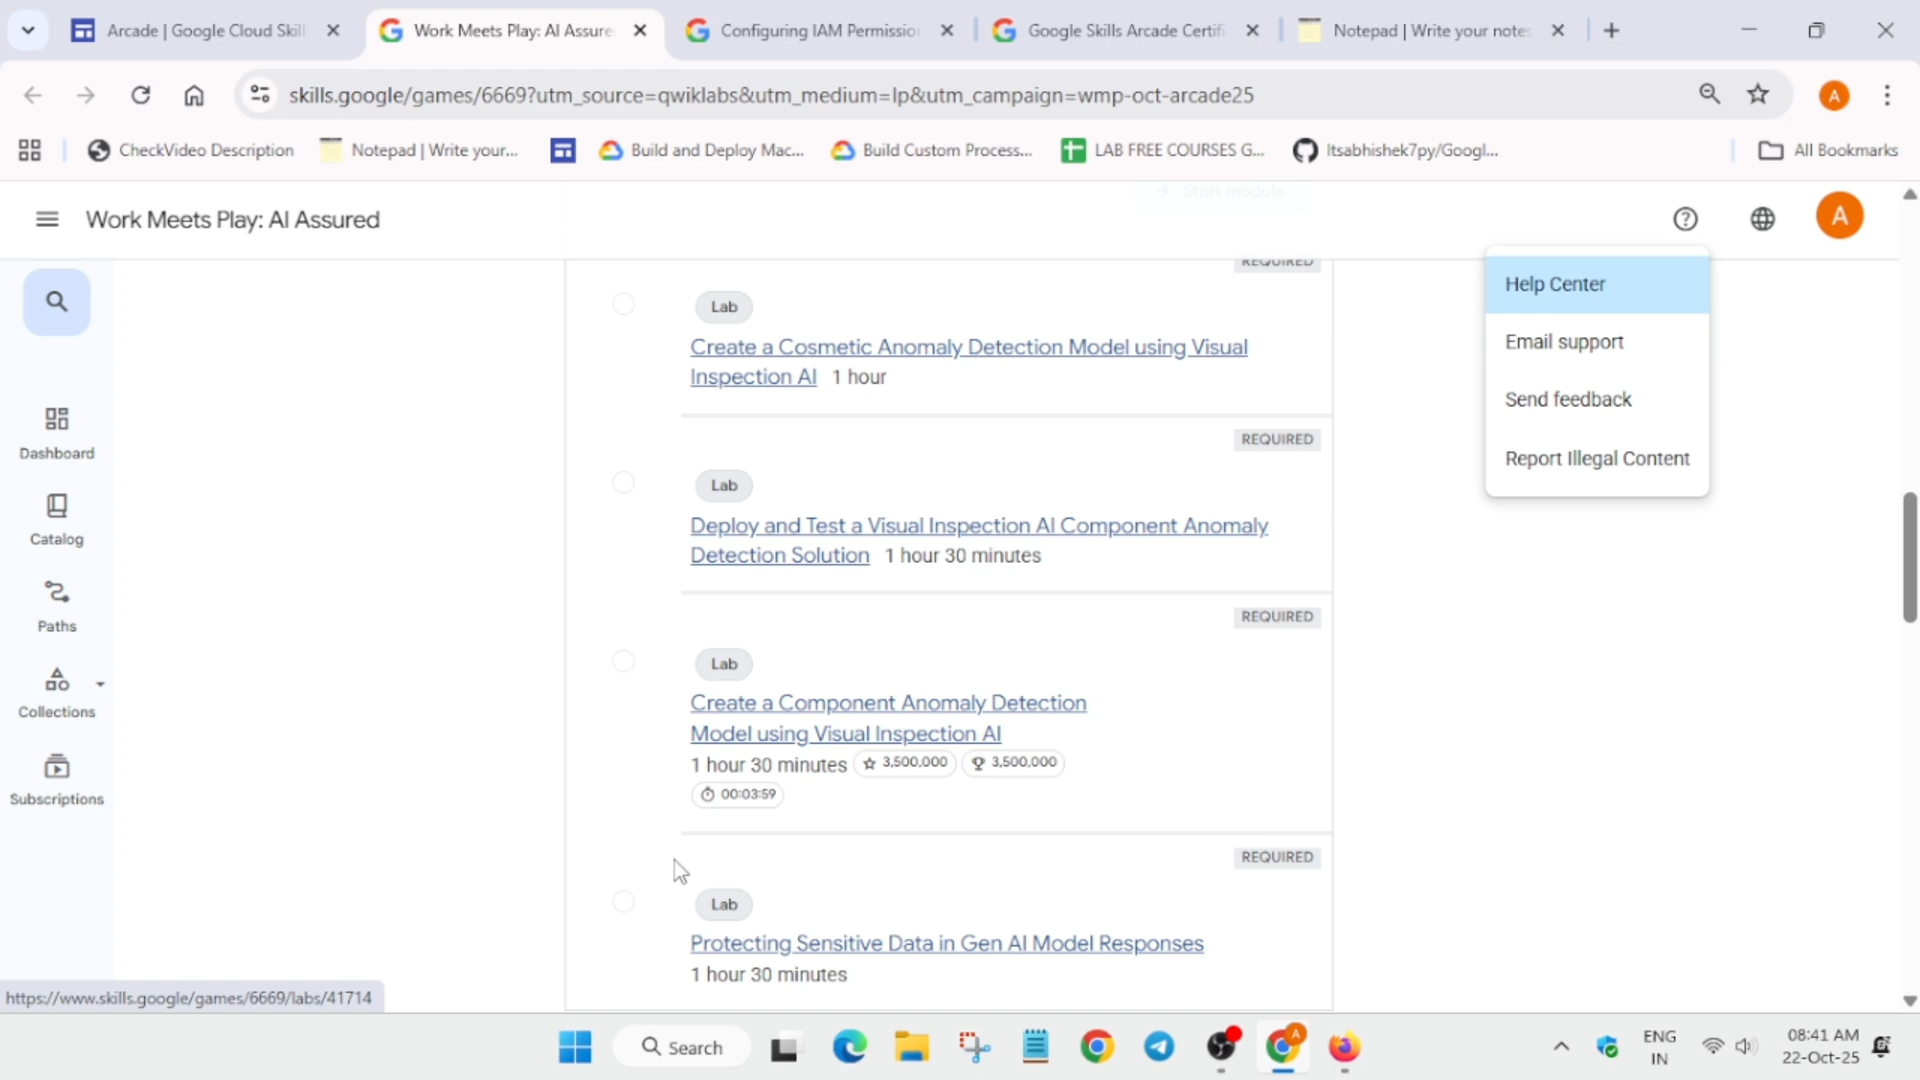 Arcade | Google Cloud Skill
Work Meets Play: AI Assure
Configuring IAM Permission
Google Skills Arcade Certifi
Notepad | Write your notes
skills.google/games/6669?utm_source=qwiklabs&utm_medium=lp&utm_campaign=wmp-oct-arcade25
A
CheckVideo Description
Notepad | Write your...
Build and Deploy Mac...
Build Custom Process...
LAB FREE COURSES G...
Itsabhishek7py/Googl...
All Bookmarks
Start module
Work Meets Play: AI Assured
A
REQUIRED
Help Center
Email support
Send feedback
Report Illegal Content
Dashboard
Catalog
Paths
Collections
Subscriptions
Lab
Create a Cosmetic Anomaly Detection Model using Visual
Inspection AI 1 hour
REQUIRED
Lab
Deploy and Test a Visual Inspection AI Component Anomaly
Detection Solution 1 hour 30 minutes
REQUIRED
Lab
Create a Component Anomaly Detection
Model using Visual Inspection AI
1 hour 30 minutes 3,500,000 3,500,000
00:03:59
REQUIRED
Lab
Protecting Sensitive Data in Gen AI Model Responses
1 hour 30 minutes
https://www.skills.google/games/6669/labs/41714
Search
A
ENG
IN
08:41 AM
22-Oct-25